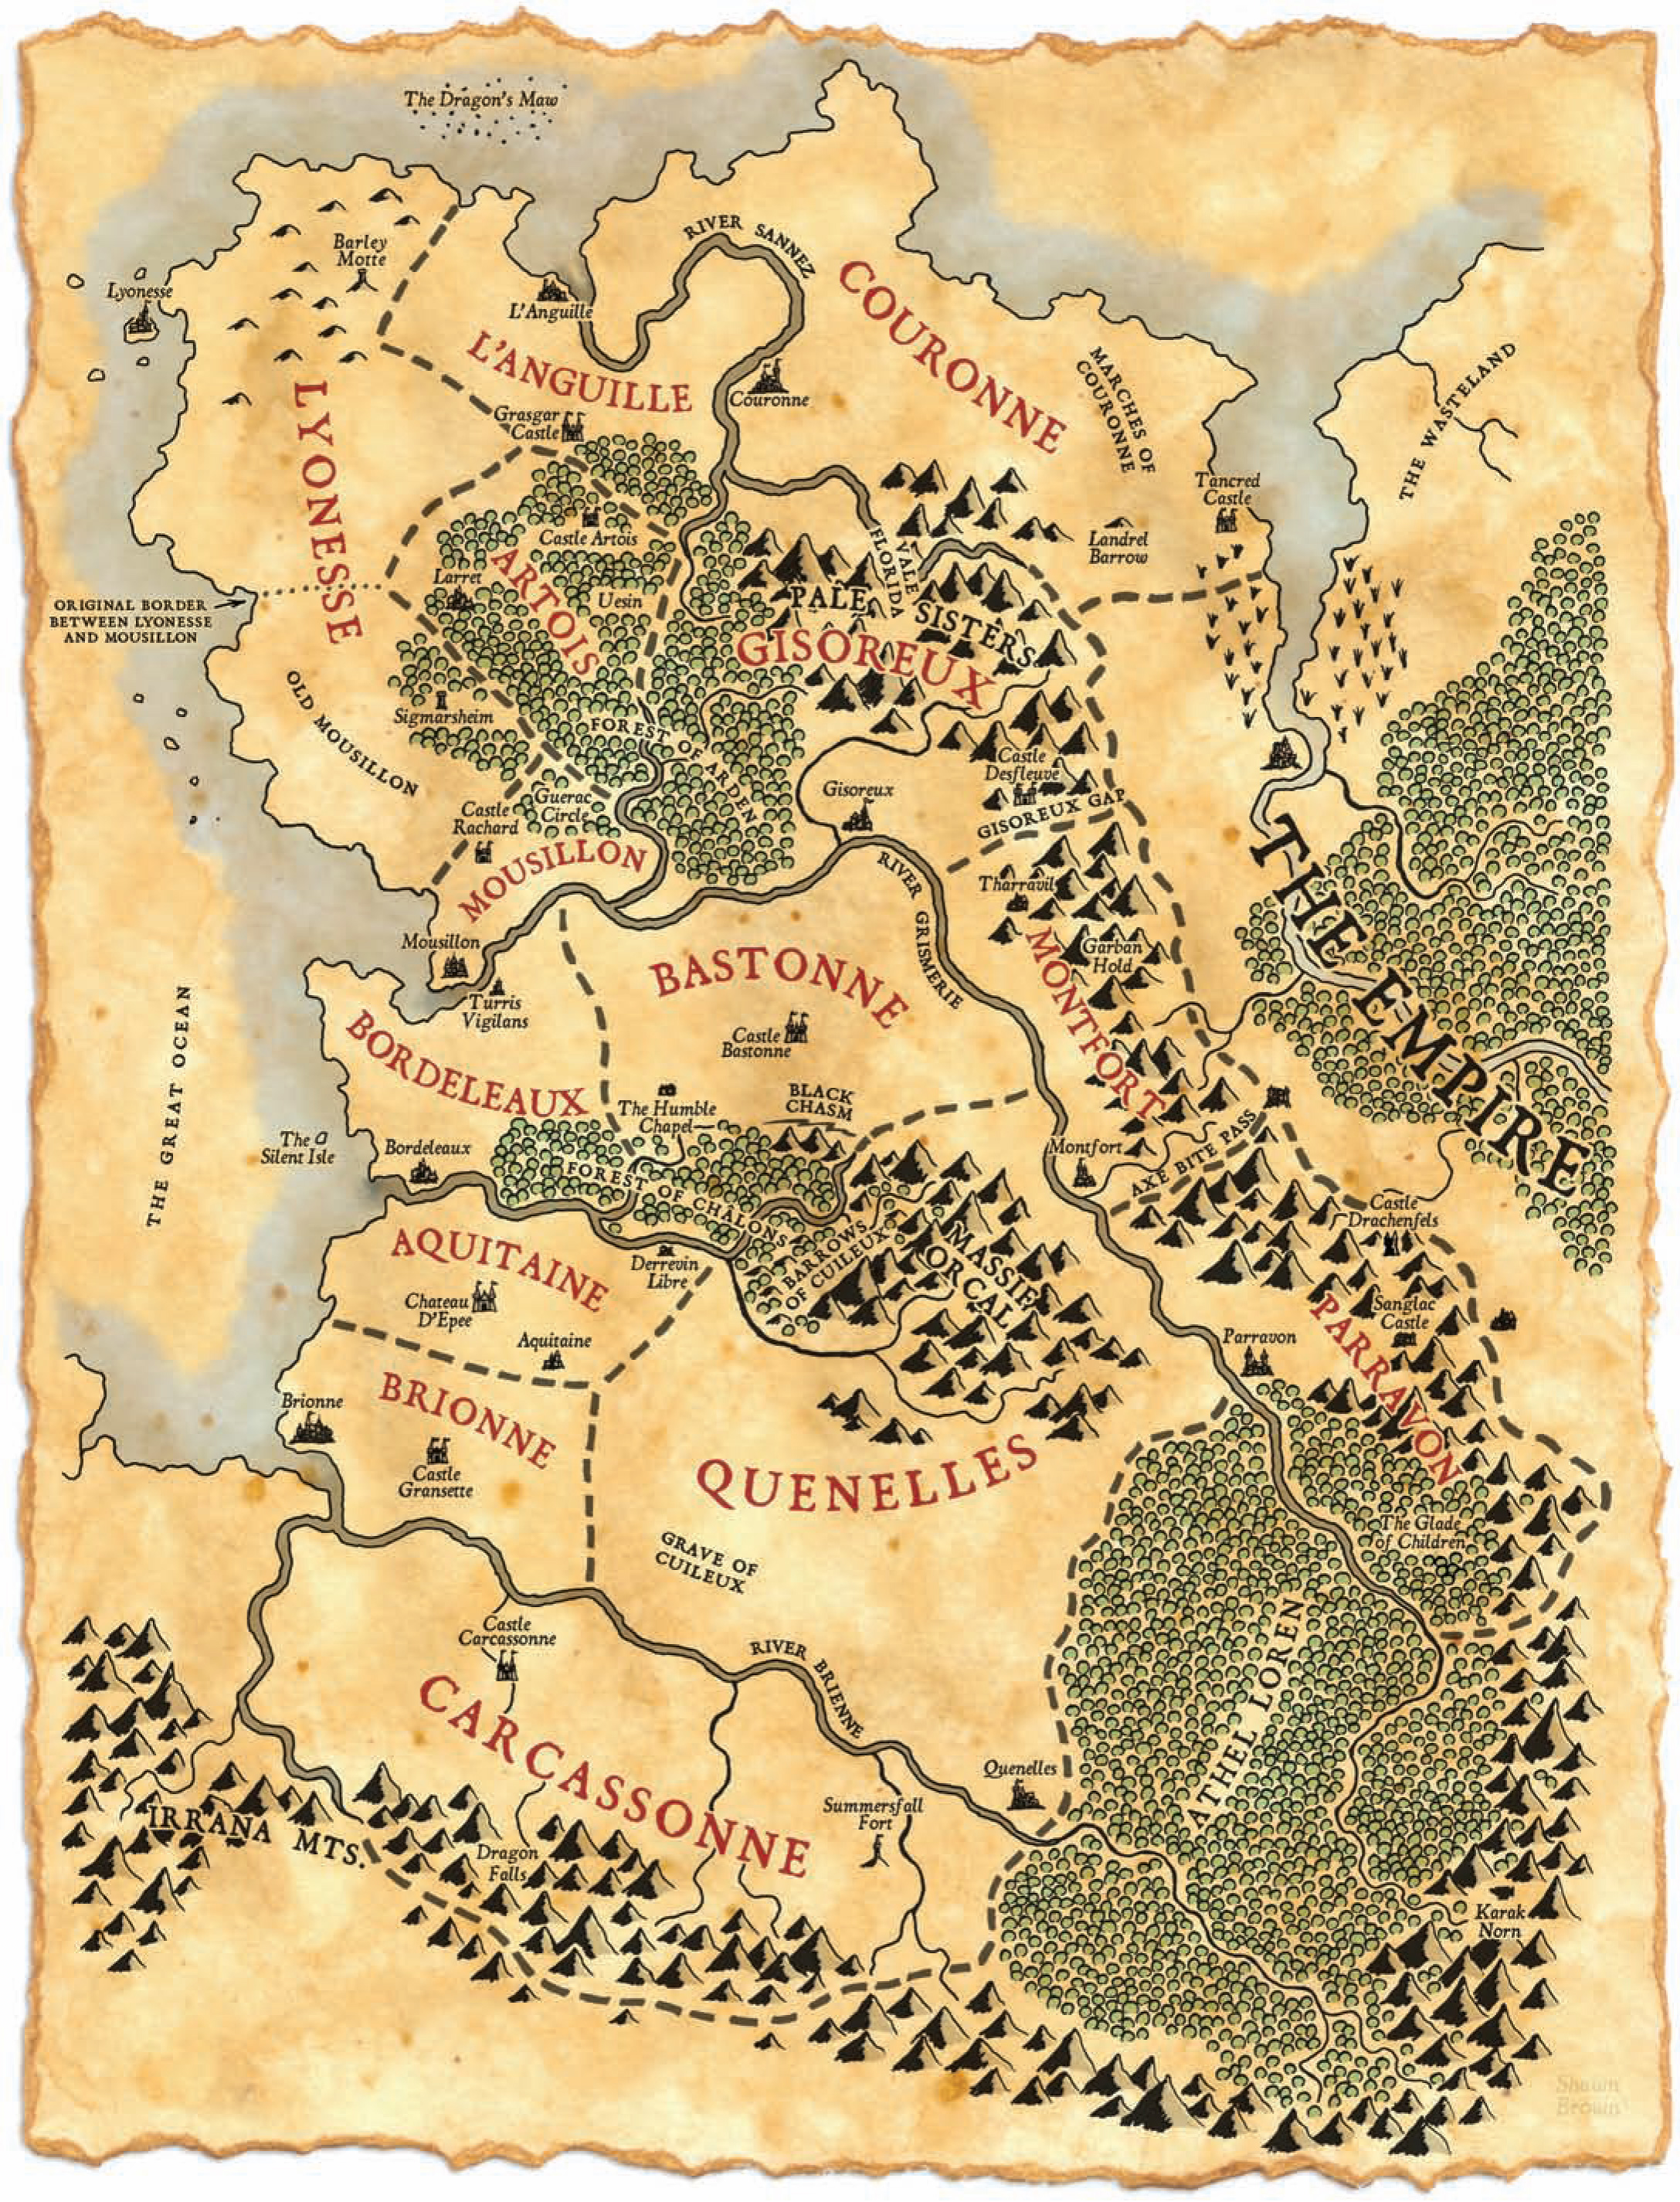 The Dragon's Maw
RIVER SANNEZ
Barley
Motte
Lyonesse
L'Anguille
COURONNE
L'ANGUILLE
Couronne
MARCHES OF
COURONNE
THE WASTELAND
Grasgar
Castle
LYONESSE
Tancred
Castle
Castle Artois
Landrel
Barrow
VALE
FLORIDA
ARTOIS
Larret
Uesin
PALE
SISTERS
ORIGINAL BORDER
BETWEEN LYONESSE
AND MOUSILLON
GISOREUX
OLD MOUSILLON
Sigmarsheim
FOREST OF ARDEN
Castle
Desfleuve
Gisoreux
GISOREUX GAP
Guerac
Circle
Castle
Rachard
MOUSILLON
THE EMPIRE
RIVER GRISMERIE
Tharravil
Mousillon
Garban
Hold
BASTONNE
MONTFORT
Turris
Vigilans
THE GREAT OCEAN
Castle
Bastonne
BORDELEAUX
BLACK
CHASM
The Humble
Chapel
The
Silent Isle
Bordeleaux
Montfort
AXE BITE PASS
FOREST OF CHÂLONS
Castle
Drachenfels
AQUITAINE
BARROWS
OF CUILEUX
MASSIF
ORCAL
Derrevin
Libre
Chateau
D'Epee
Sanglac
Castle
PARRAVON
Aquitaine
Parravon
BRIONNE
Brionne
Castle
Gransette
QUENELLES
The Glade
of Children
GRAVE OF
CUILEUX
Castle
Carcassonne
RIVER BRIENNE
ATHEL LOREN
CARCASSONNE
Quenelles
Summersfall
Fort
IRRANA MTS.
Dragon
Falls
Karak
Norn
Shawn
Brown